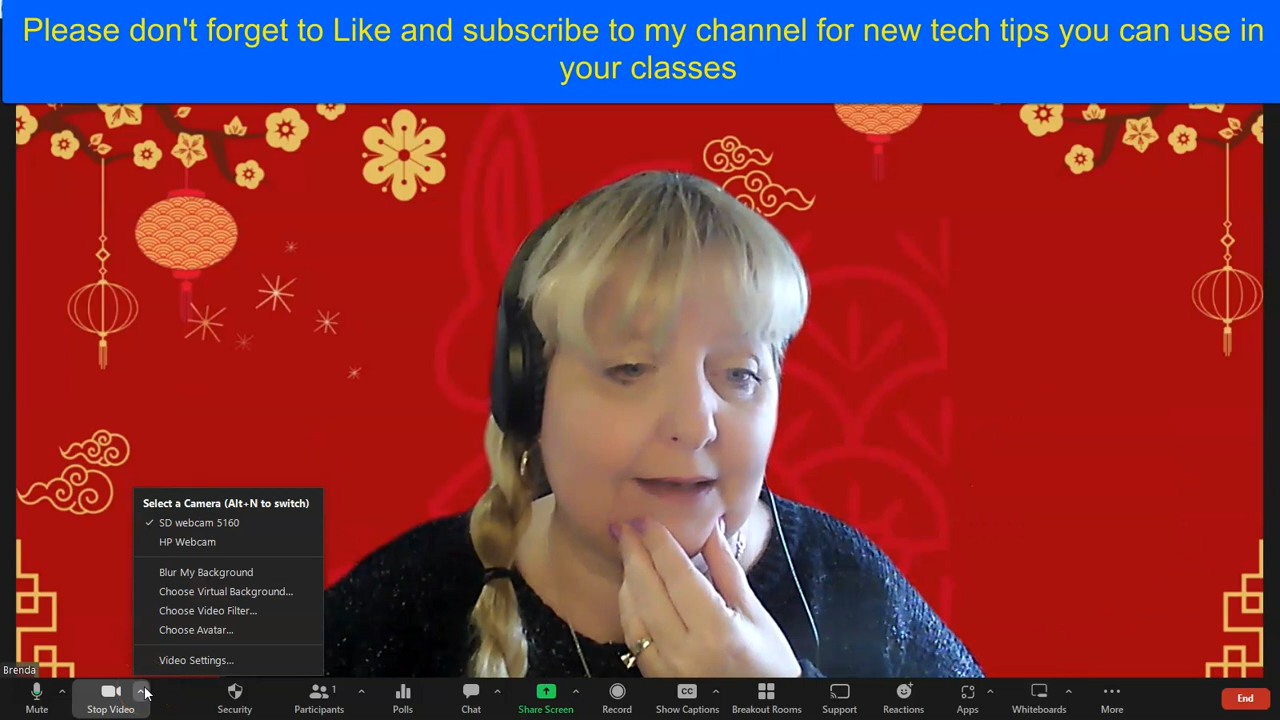 Please don't forget to Like and subscribe to my channel for new tech tips you can use in
your classes
Select a Camera (Alt+N to switch)
SD webcam 5160
HP Webcam
Blur My Background
Choose Virtual Background...
Choose Video Filter...
Choose Avatar...
Video Settings...
Brenda
Mute
Stop Video
Security
Participants
1
Polls
Chat
Share Screen
Record
CC
Show Captions
Breakout Rooms
Support
Reactions
Apps
Whiteboards
More
End